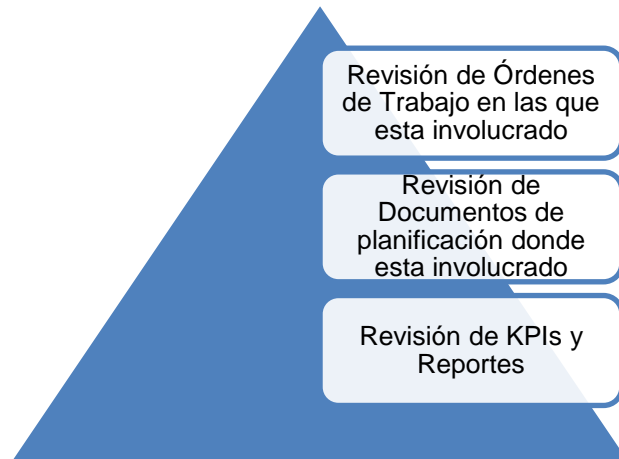 Revisión de Órdenes
de Trabajo en las que
esta involucrado
Revisión de
Documentos de
planificación donde
esta involucrado
Revisión de KPIs y
Reportes